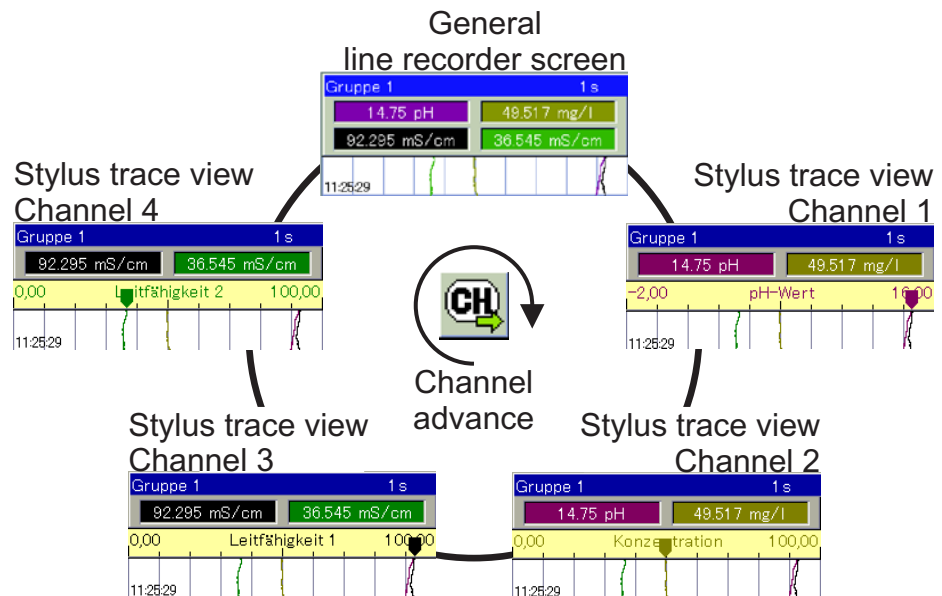 General
line recorder screen
Gruppe 1 1 s
14.75 pH 49.517 mg/l
92.295 mS/cm 36.545 mS/cm
11:25:29
Stylus trace view
Channel 4
Gruppe 1 1 s
92.295 mS/cm 36.545 mS/cm
0,00 Leitfähigkeit 2 100,00
11:25:29
Stylus trace view
Channel 1
Gruppe 1 1 s
14.75 pH 49.517 mg/l
-2,00 pH-Wert 16,00
11:25:29
CH
Channel
advance
Stylus trace view
Channel 3
Gruppe 1 1 s
92.295 mS/cm 36.545 mS/cm
0,00 Leitfähigkeit 1 100,00
11:25:29
Stylus trace view
Channel 2
Gruppe 1 1 s
14.75 pH 49.517 mg/l
0,00 Konzentration 100,00
11:25:29